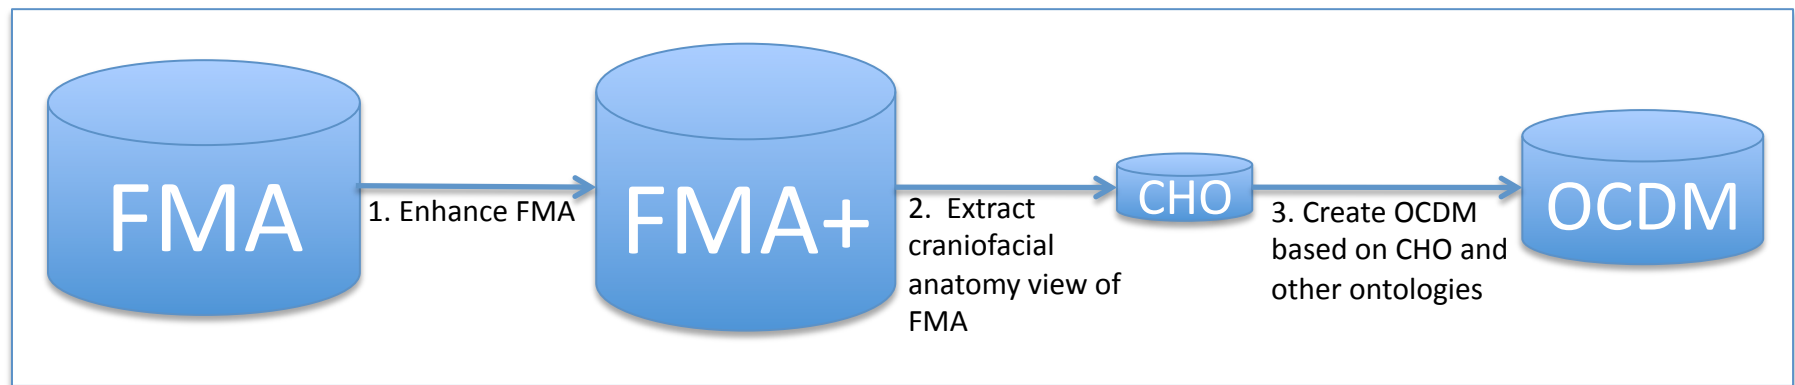 FMA
1. Enhance FMA
FMA+
2.  Extract
craniofacial
anatomy view of
FMA
CHO
3. Create OCDM
based on CHO and
other ontologies
OCDM